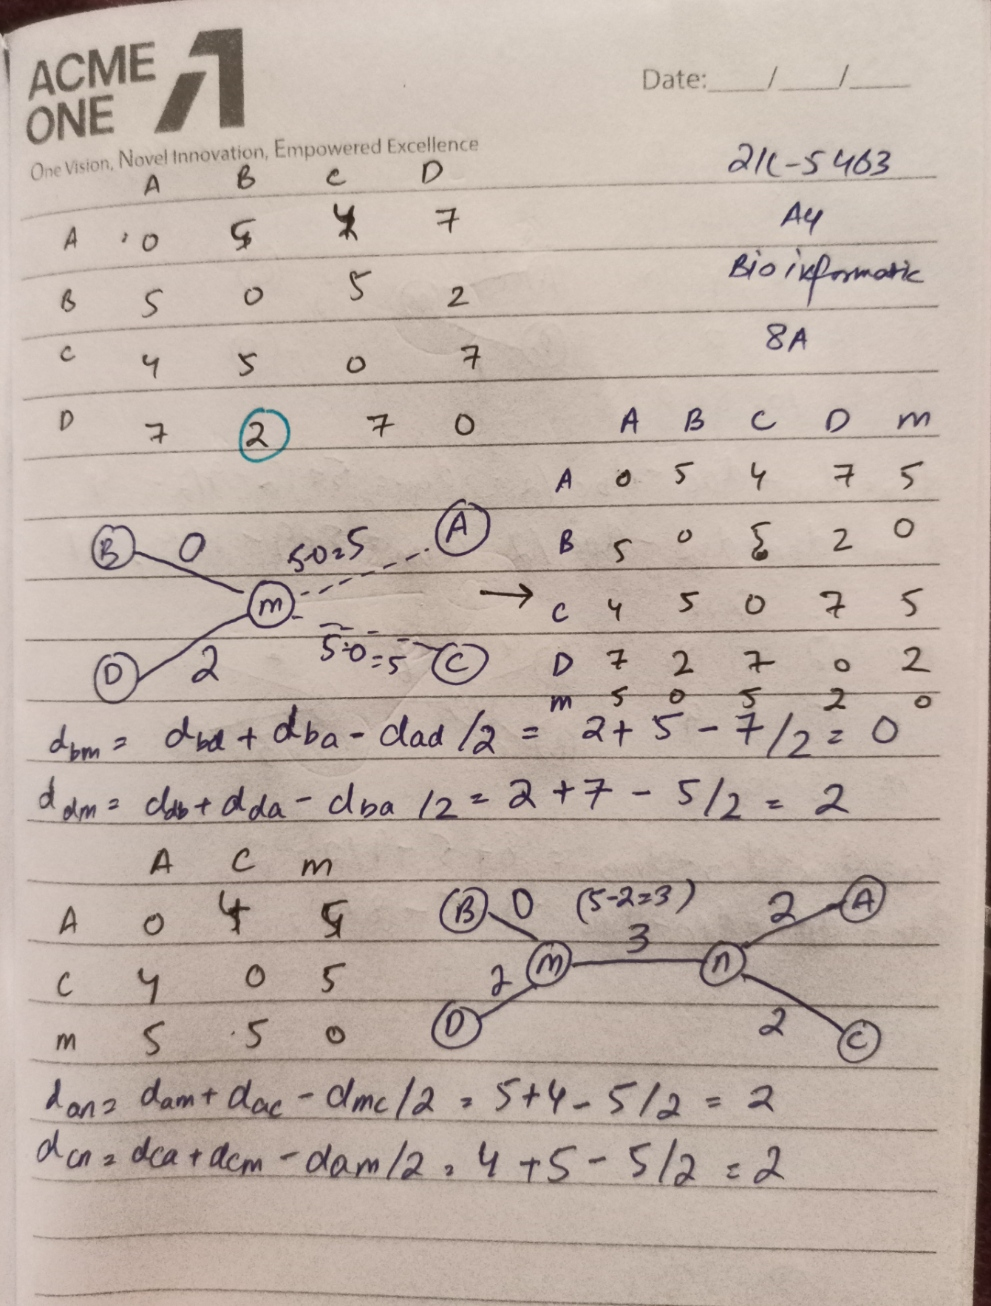 ACME
ONE
One Vision, Novel Innovation, Empowered Excellence
Date:___/___/___
21K-5463
A4
Bioinformatic
8A
A B C D
A 0 5 4 7
B 5 0 5 2
C 4 5 0 7
D 7 2 7 0
A B C D m
A 0 5 4 7 5
B 5 0 5 2 0
C 4 5 0 7 5
D 7 2 7 0 2
m 5 0 5 2 0
B 0 5-0=5 A
m →
D 2 5-0=5 C
dbm = dbd + dba - dad /2 = 2+ 5 - 7/2 = 0
ddm = ddb + dda - dba /2 = 2 +7 - 5/2 = 2
A C m
A 0 4 5
C 4 0 5
m 5 5 0
B 0 (5-2=3) 2 A
m 3 n
2 D 2 C
dan = dam + dac - dmc/2 = 5+4 - 5/2 = 2
dcn = dca + dcm - dam/2 = 4 +5 - 5/2 = 2